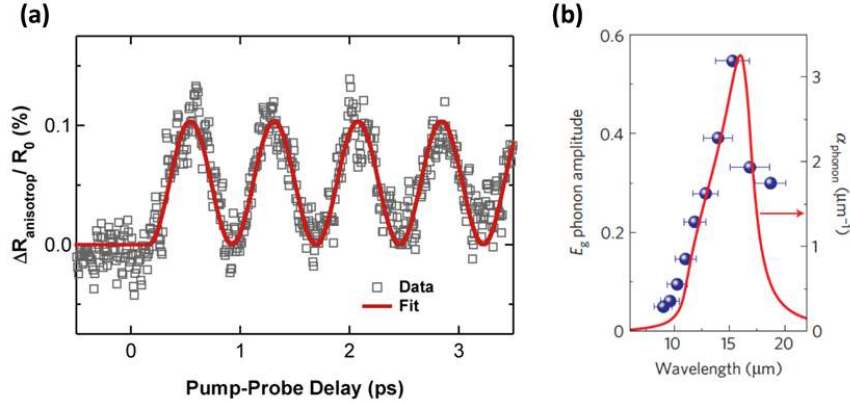 (a)
ΔR_anisotrop / R_0 (%)
0.1
0.0
Data
Fit
0
1
2
3
Pump-Probe Delay (ps)
(b)
E_g phonon amplitude
0.6
0.4
0.2
0
10
15
20
Wavelength (μm)
3
2
1
0
α_phonon (μm⁻¹)